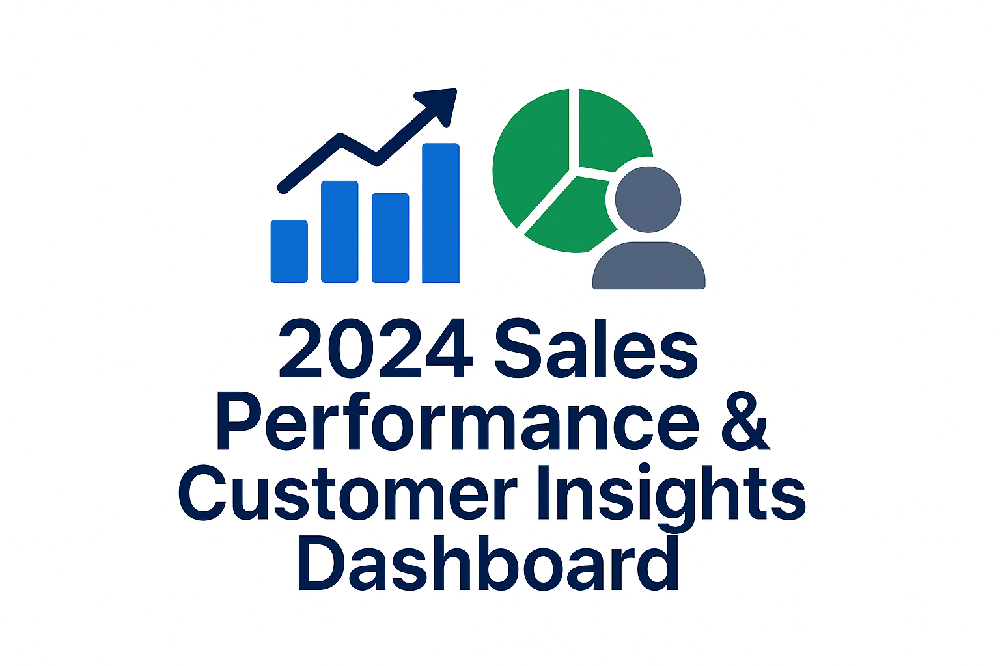 2024 Sales
Performance &
Customer Insights
Dashboard